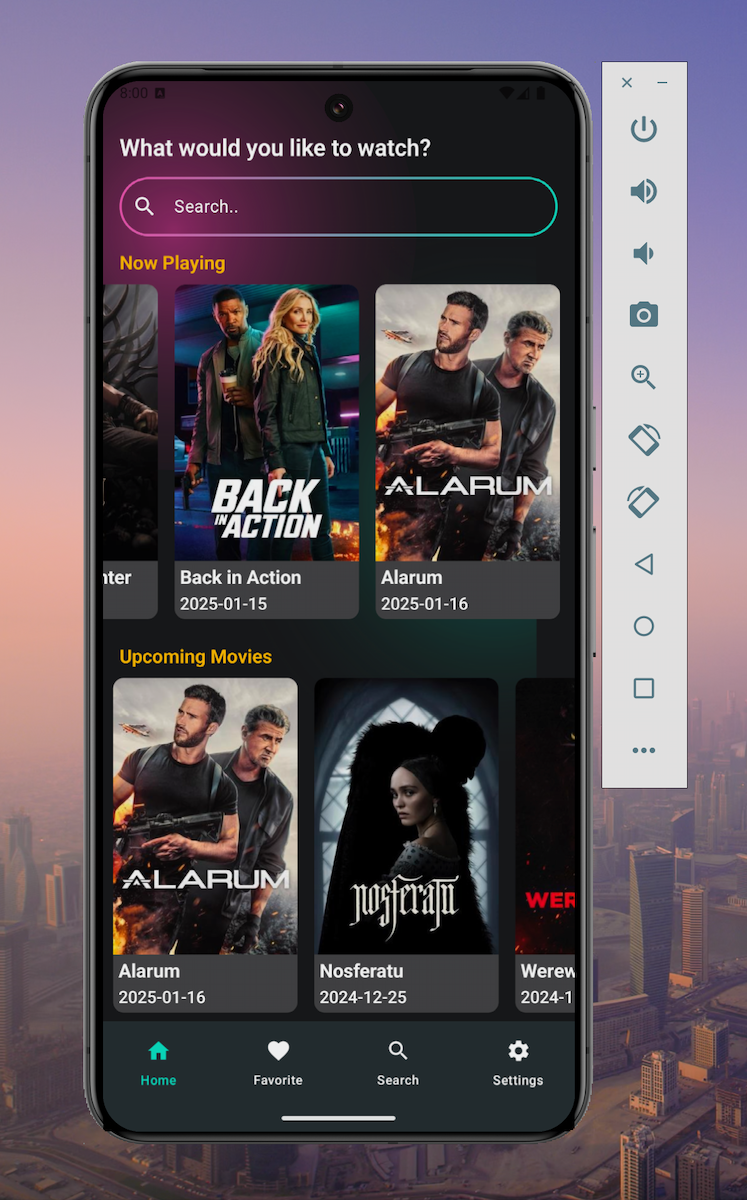 8:00
What would you like to watch?
Search..
Now Playing
BACK
IN ACTION
ALARUM
nter
Back in Action
Alarum
2025-01-15
2025-01-16
Upcoming Movies
ALARUM
nosferatu
WER
Alarum
Nosferatu
Werew
2025-01-16
2024-12-25
2024-1
Home
Favorite
Search
Settings